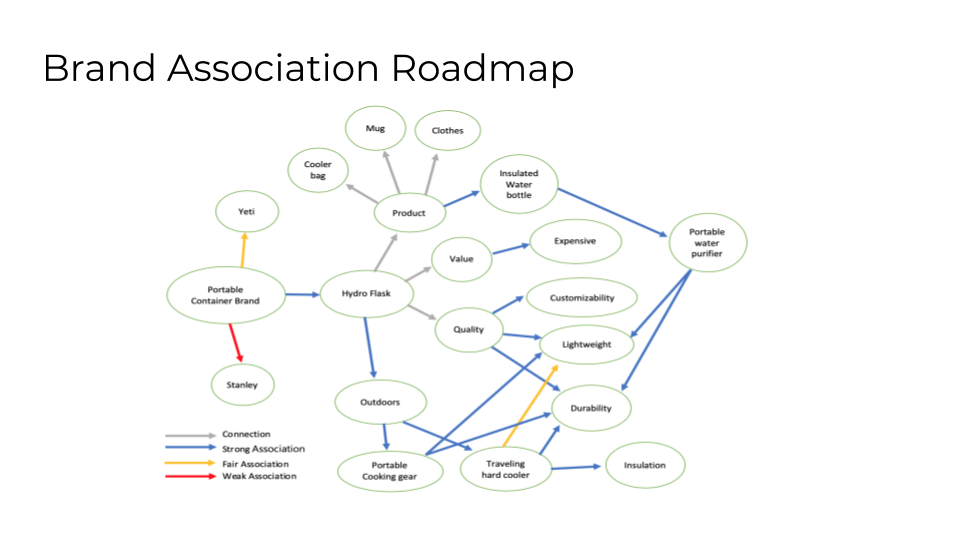 Brand Association Roadmap
Mug
Clothes
Cooler
bag
Insulated
Water
bottle
Yeti
Product
Portable
water
purifier
Value
Expensive
Portable
Container Brand
Hydro Flask
Customizability
Quality
Lightweight
Stanley
Outdoors
Durability
Connection
Strong Association
Fair Association
Weak Association
Portable
Cooking gear
Traveling
hard cooler
Insulation